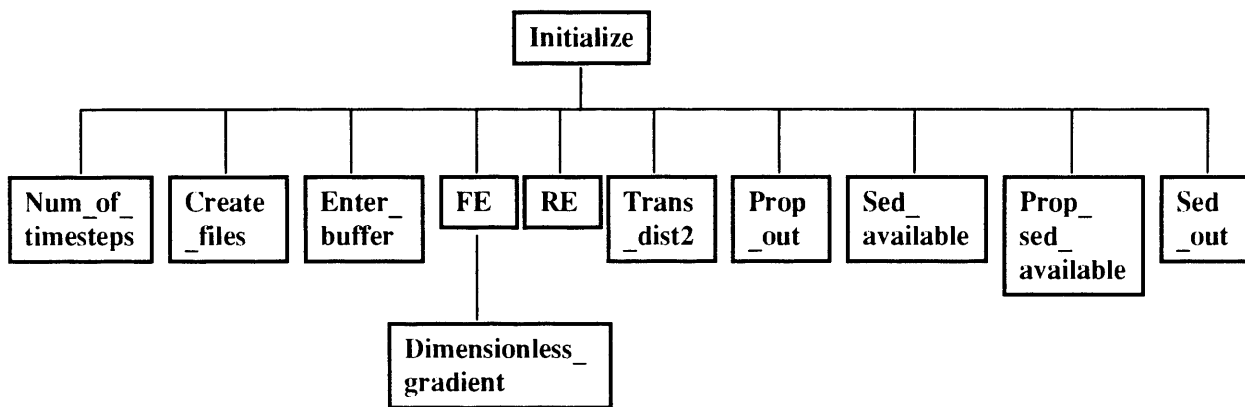 Initialize
Num_of_
timesteps
Create
_files
Enter_
buffer
FE
RE
Trans
_dist2
Prop
_out
Sed_
available
Prop_
sed_
available
Sed
_out
Dimensionless_
gradient